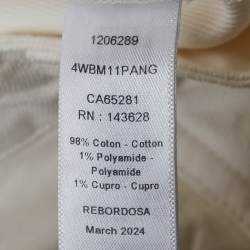 1206289
4WBM11PANG
CA65281
RN : 143628
98% Coton - Cotton
1% Polyamide -
Polyamide
1% Cupro - Cupro
REBORDOSA
March 2024